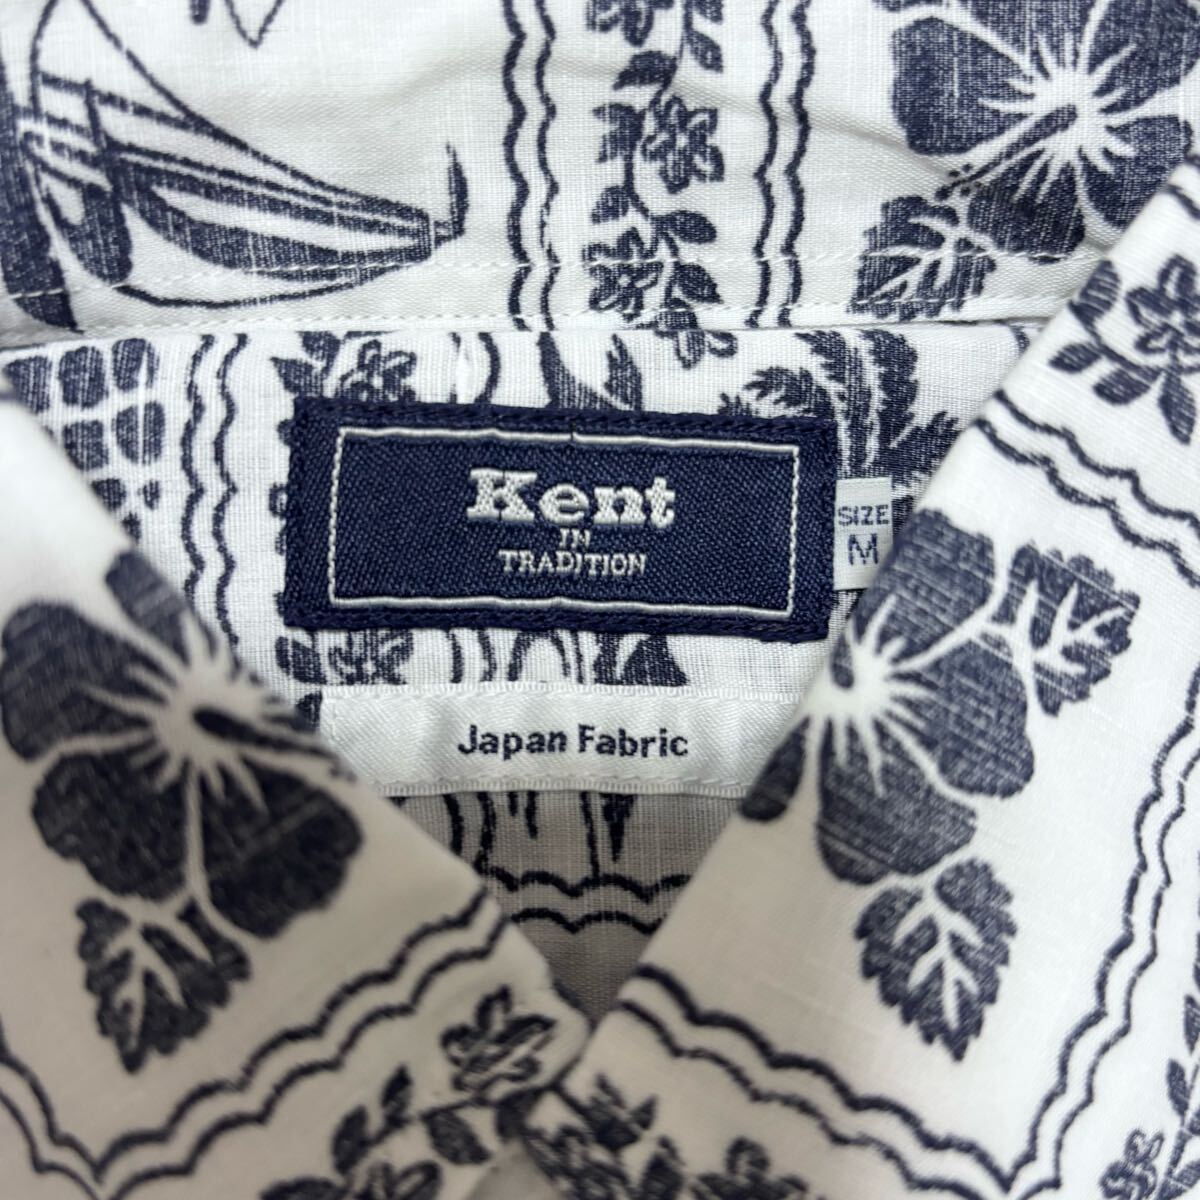 Kent
IN
TRADITION
SIZE
M
Japan Fabric